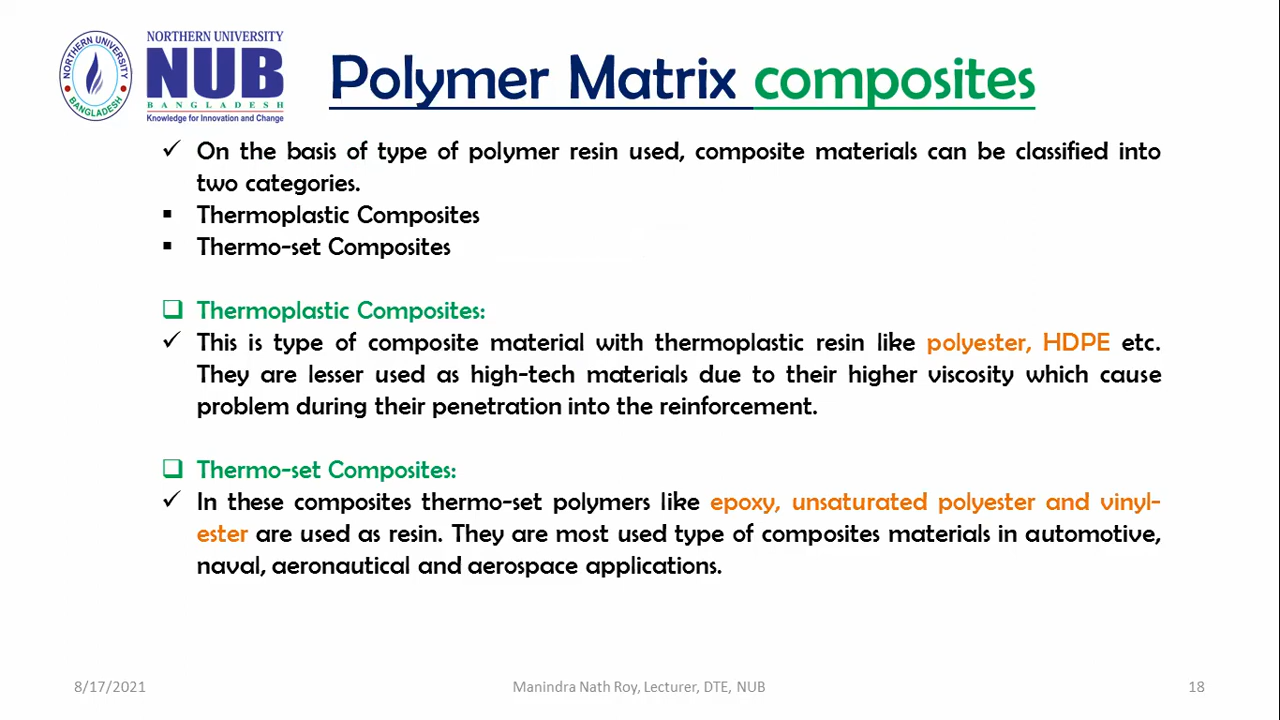 NORTHERN UNIVERSITY
NUB
BANGLADESH
Knowledge for Innovation and Change
NORTHERN UNIVERSITY
BANGLADESH
Polymer Matrix composites
✓ On the basis of type of polymer resin used, composite materials can be classified into
two categories.
▪ Thermoplastic Composites
▪ Thermo-set Composites
❑ Thermoplastic Composites:
✓ This is type of composite material with thermoplastic resin like polyester, HDPE etc.
They are lesser used as high-tech materials due to their higher viscosity which cause
problem during their penetration into the reinforcement.
❑ Thermo-set Composites:
✓ In these composites thermo-set polymers like epoxy, unsaturated polyester and vinyl-
ester are used as resin. They are most used type of composites materials in automotive,
naval, aeronautical and aerospace applications.
8/17/2021
Manindra Nath Roy, Lecturer, DTE, NUB
18